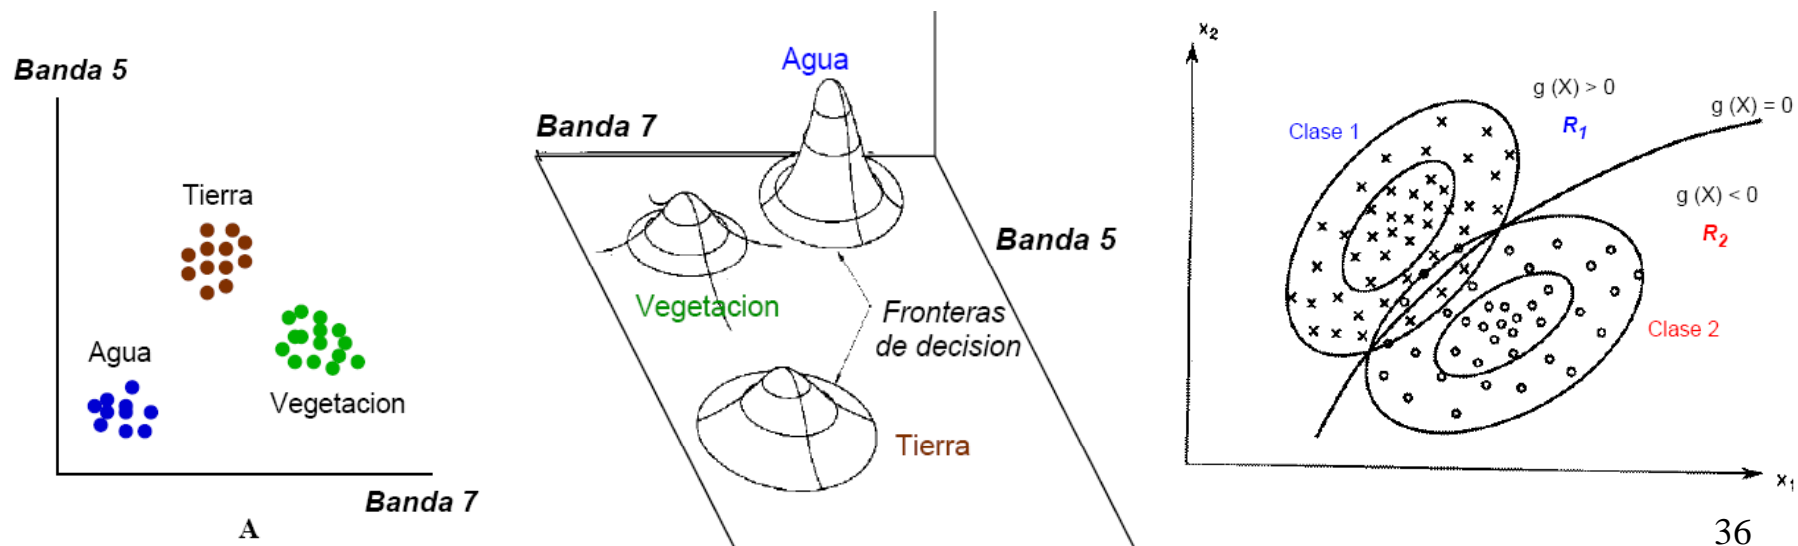 Banda 5
Tierra
Agua
Vegetacion
Banda 7
A
Agua
Banda 7
Banda 5
Vegetacion
Fronteras
de decision
Tierra
x₂
g (X) > 0
R₁
g (X) = 0
Clase 1
g (X) < 0
R₂
Clase 2
x₁
36